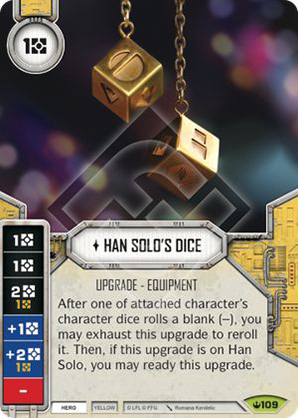 1
HAN SOLO'S DICE
UPGRADE - EQUIPMENT
1
1
2
1
+1
+2
1
–
After one of attached character's
character dice rolls a blank (–), you
may exhaust this upgrade to reroll
it. Then, if this upgrade is on Han
Solo, you may ready this upgrade.
HERO YELLOW © LFL © FFG Romana Kendelic 109